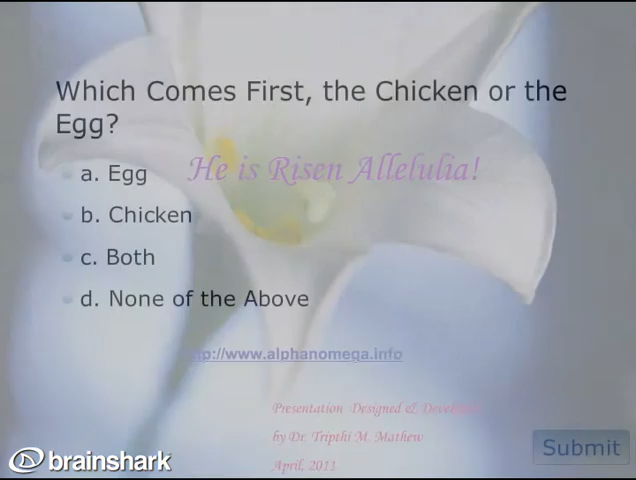 Which Comes First, the Chicken or the
Egg?
a. Egg
He is Risen Allelulia!
b. Chicken
c. Both
d. None of the Above
http://www.alphanomega.info
Presentation Designed &
by Dr. Tripthi M. Mathew
Submit
April, 2011
brainshark